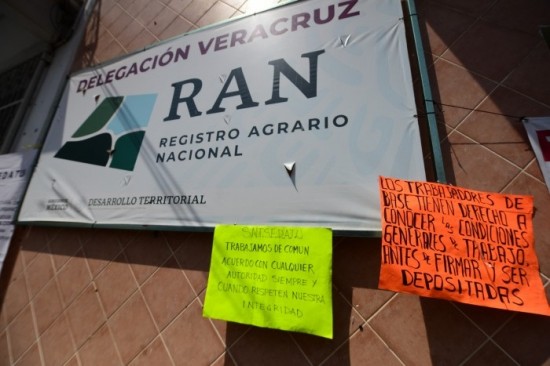 DELEGACIÓN VERACRUZ
RAN
REGISTRO AGRARIO
NACIONAL
DESARROLLO TERRITORIAL
MÉXICO
TRABAJAMOS DE COMUN
ACUERDO CON CUALQUIER
AUTORIDAD SIEMPRE Y
CUANDO RESPETEN NUESTRA
INTEGRIDAD
LOS TRABAJADORES DE
BASE TIENEN DERECHO A
CONOCER LAS CONDICIONES
GENERALES DE TRABAJO,
ANTES DE FIRMAR Y SER
DEPOSITADAS